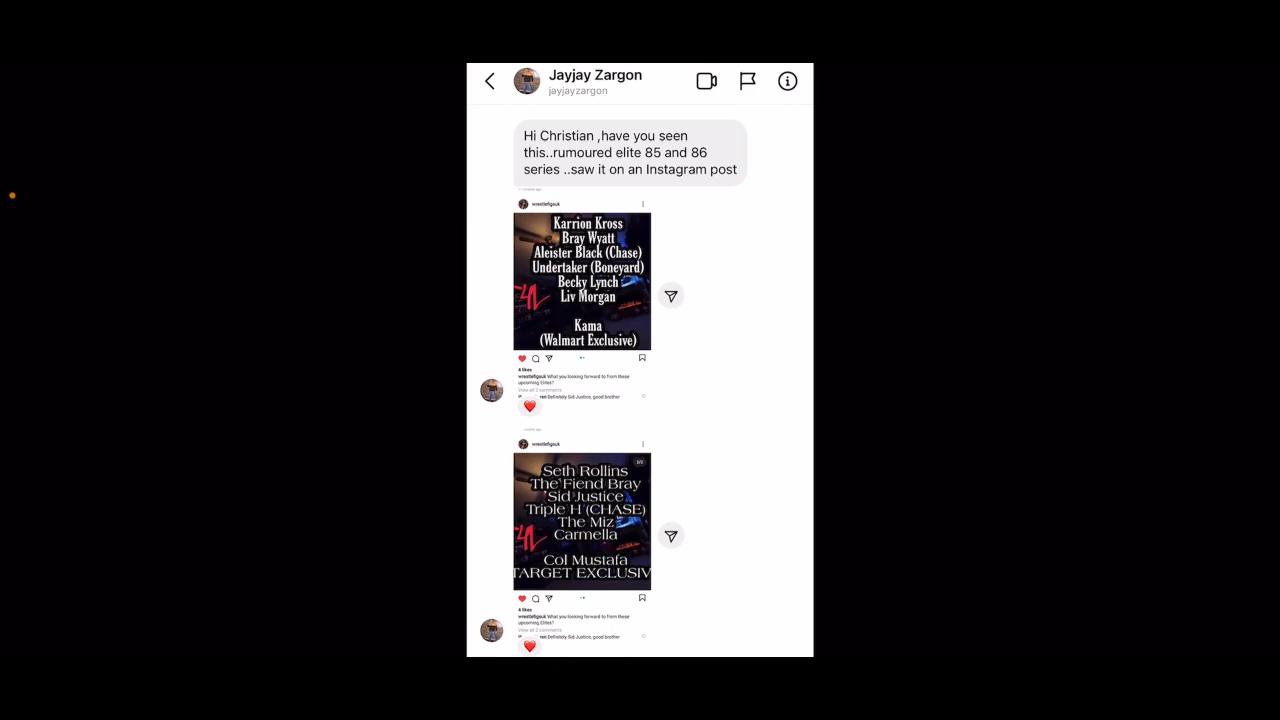 Jayjay Zargon
jayjayzargon
Hi Christian ,have you seen
this..rumoured elite 85 and 86
series ..saw it on an Instagram post
wrestlefigsuk
Karrion Kross
Bray Wyatt
Aleister Black (Chase)
Undertaker (Boneyard)
Becky Lynch
Liv Morgan
Kama
(Walmart Exclusive)
4 likes
wrestlefigsuk What you looking forward to from these
upcoming Elites?
View all 2 comments
Definitely Sid Justice, good brother
wrestlefigsuk
Seth Rollins
The Fiend Bray
Sid Justice
Triple H (CHASE)
The Miz
Carmella
Col Mustafa
TARGET EXCLUSIV
4 likes
wrestlefigsuk What you looking forward to from these
upcoming Elites?
View all 2 comments
Definitely Sid Justice, good brother